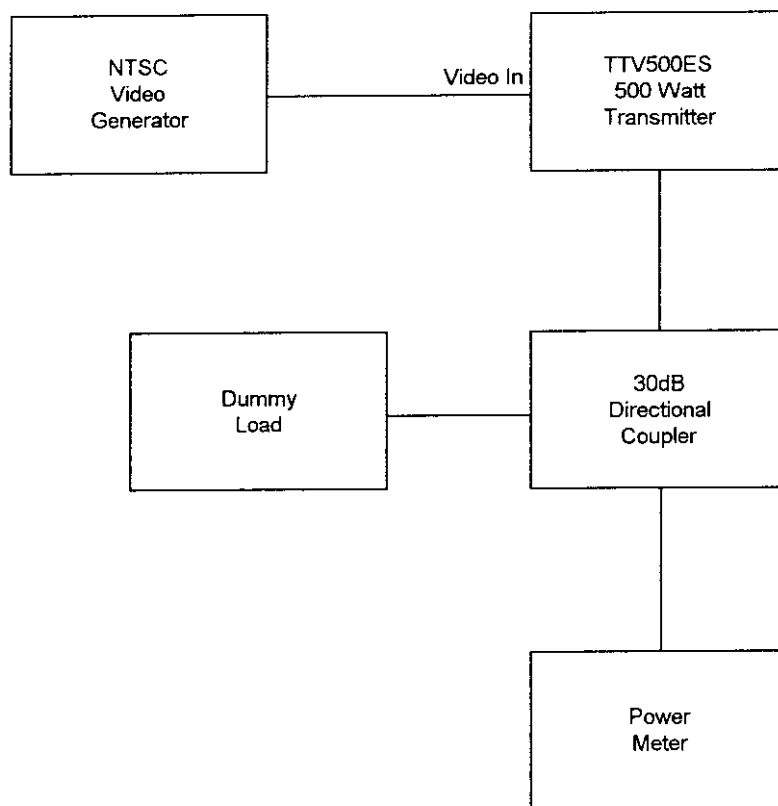 NTSC
Video
Generator
Video In
TTV500ES
500 Watt
Transmitter
Dummy
Load
30dB
Directional
Coupler
Power
Meter